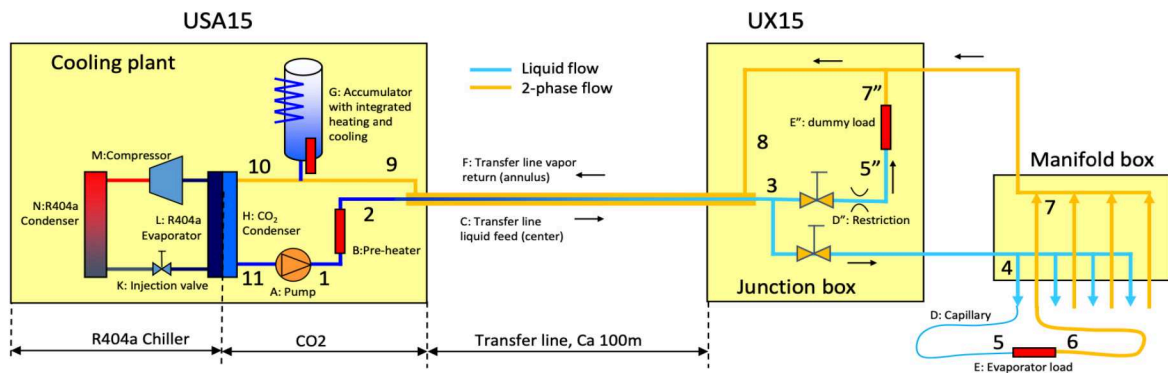 USA15
UX15
Cooling plant
G: Accumulator
with integrated
heating and
cooling
Liquid flow
2-phase flow
7”
E”: dummy load
M:Compressor
10
9
8
5”
Manifold box
F: Transfer line vapor
return (annulus)
N:R404a
Condenser
L: R404a
Evaporator
H: CO₂
Condenser
2
3
7
C: Transfer line
liquid feed (center)
D”: Restriction
B:Pre-heater
11
1
4
K: Injection valve
A: Pump
Junction box
D: Capillary
R404a Chiller
CO2
Transfer line, Ca 100m
5
6
E: Evaporator load